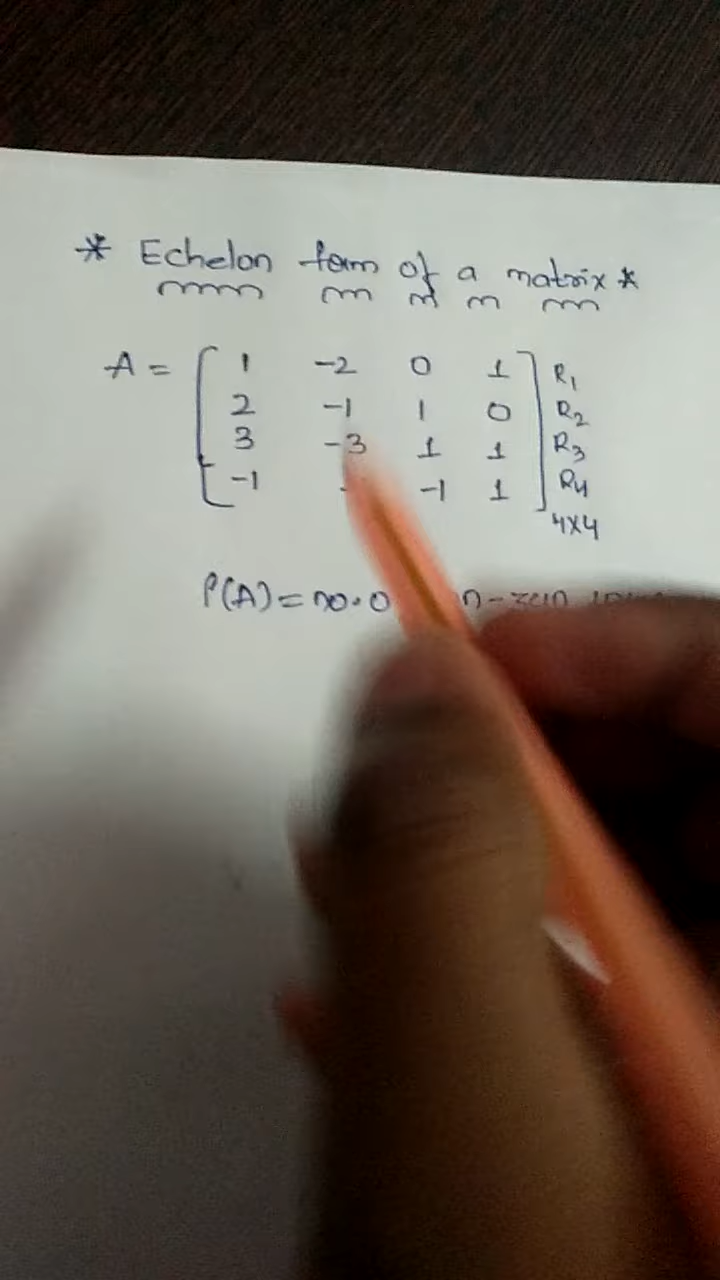 * Echelon form of a matrix *
A = [ 1 -2 0 1 ] R1
2 -1 1 0 R2
3 -3 1 1 R3
-1 -1 1 R4
4x4
P(A) = no. o